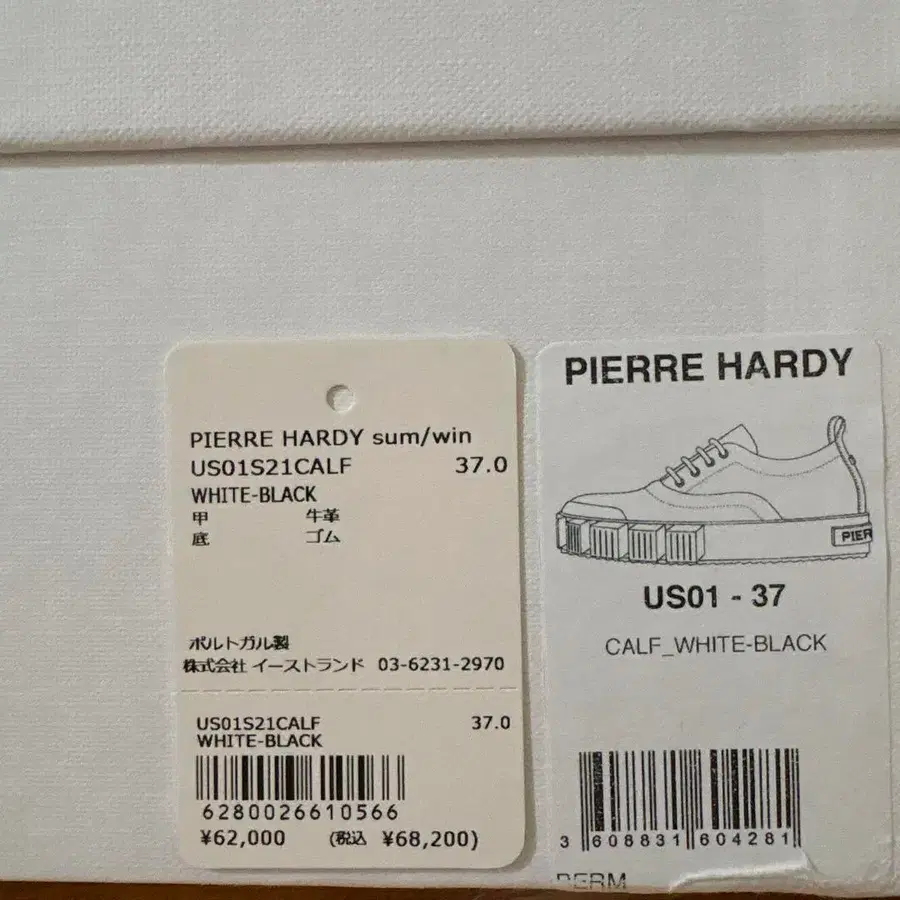 PIERRE HARDY sum/win
US01S21CALF 37.0
WHITE-BLACK
甲 牛革
底 ゴム
ポルトガル製
株式会社 イーストランド 03-6231-2970
US01S21CALF 37.0
WHITE-BLACK
6280026610566
¥62,000 (税込 ¥68,200)
PIERRE HARDY
PIER
US01 - 37
CALF_WHITE-BLACK
3 608831 604281
PERM